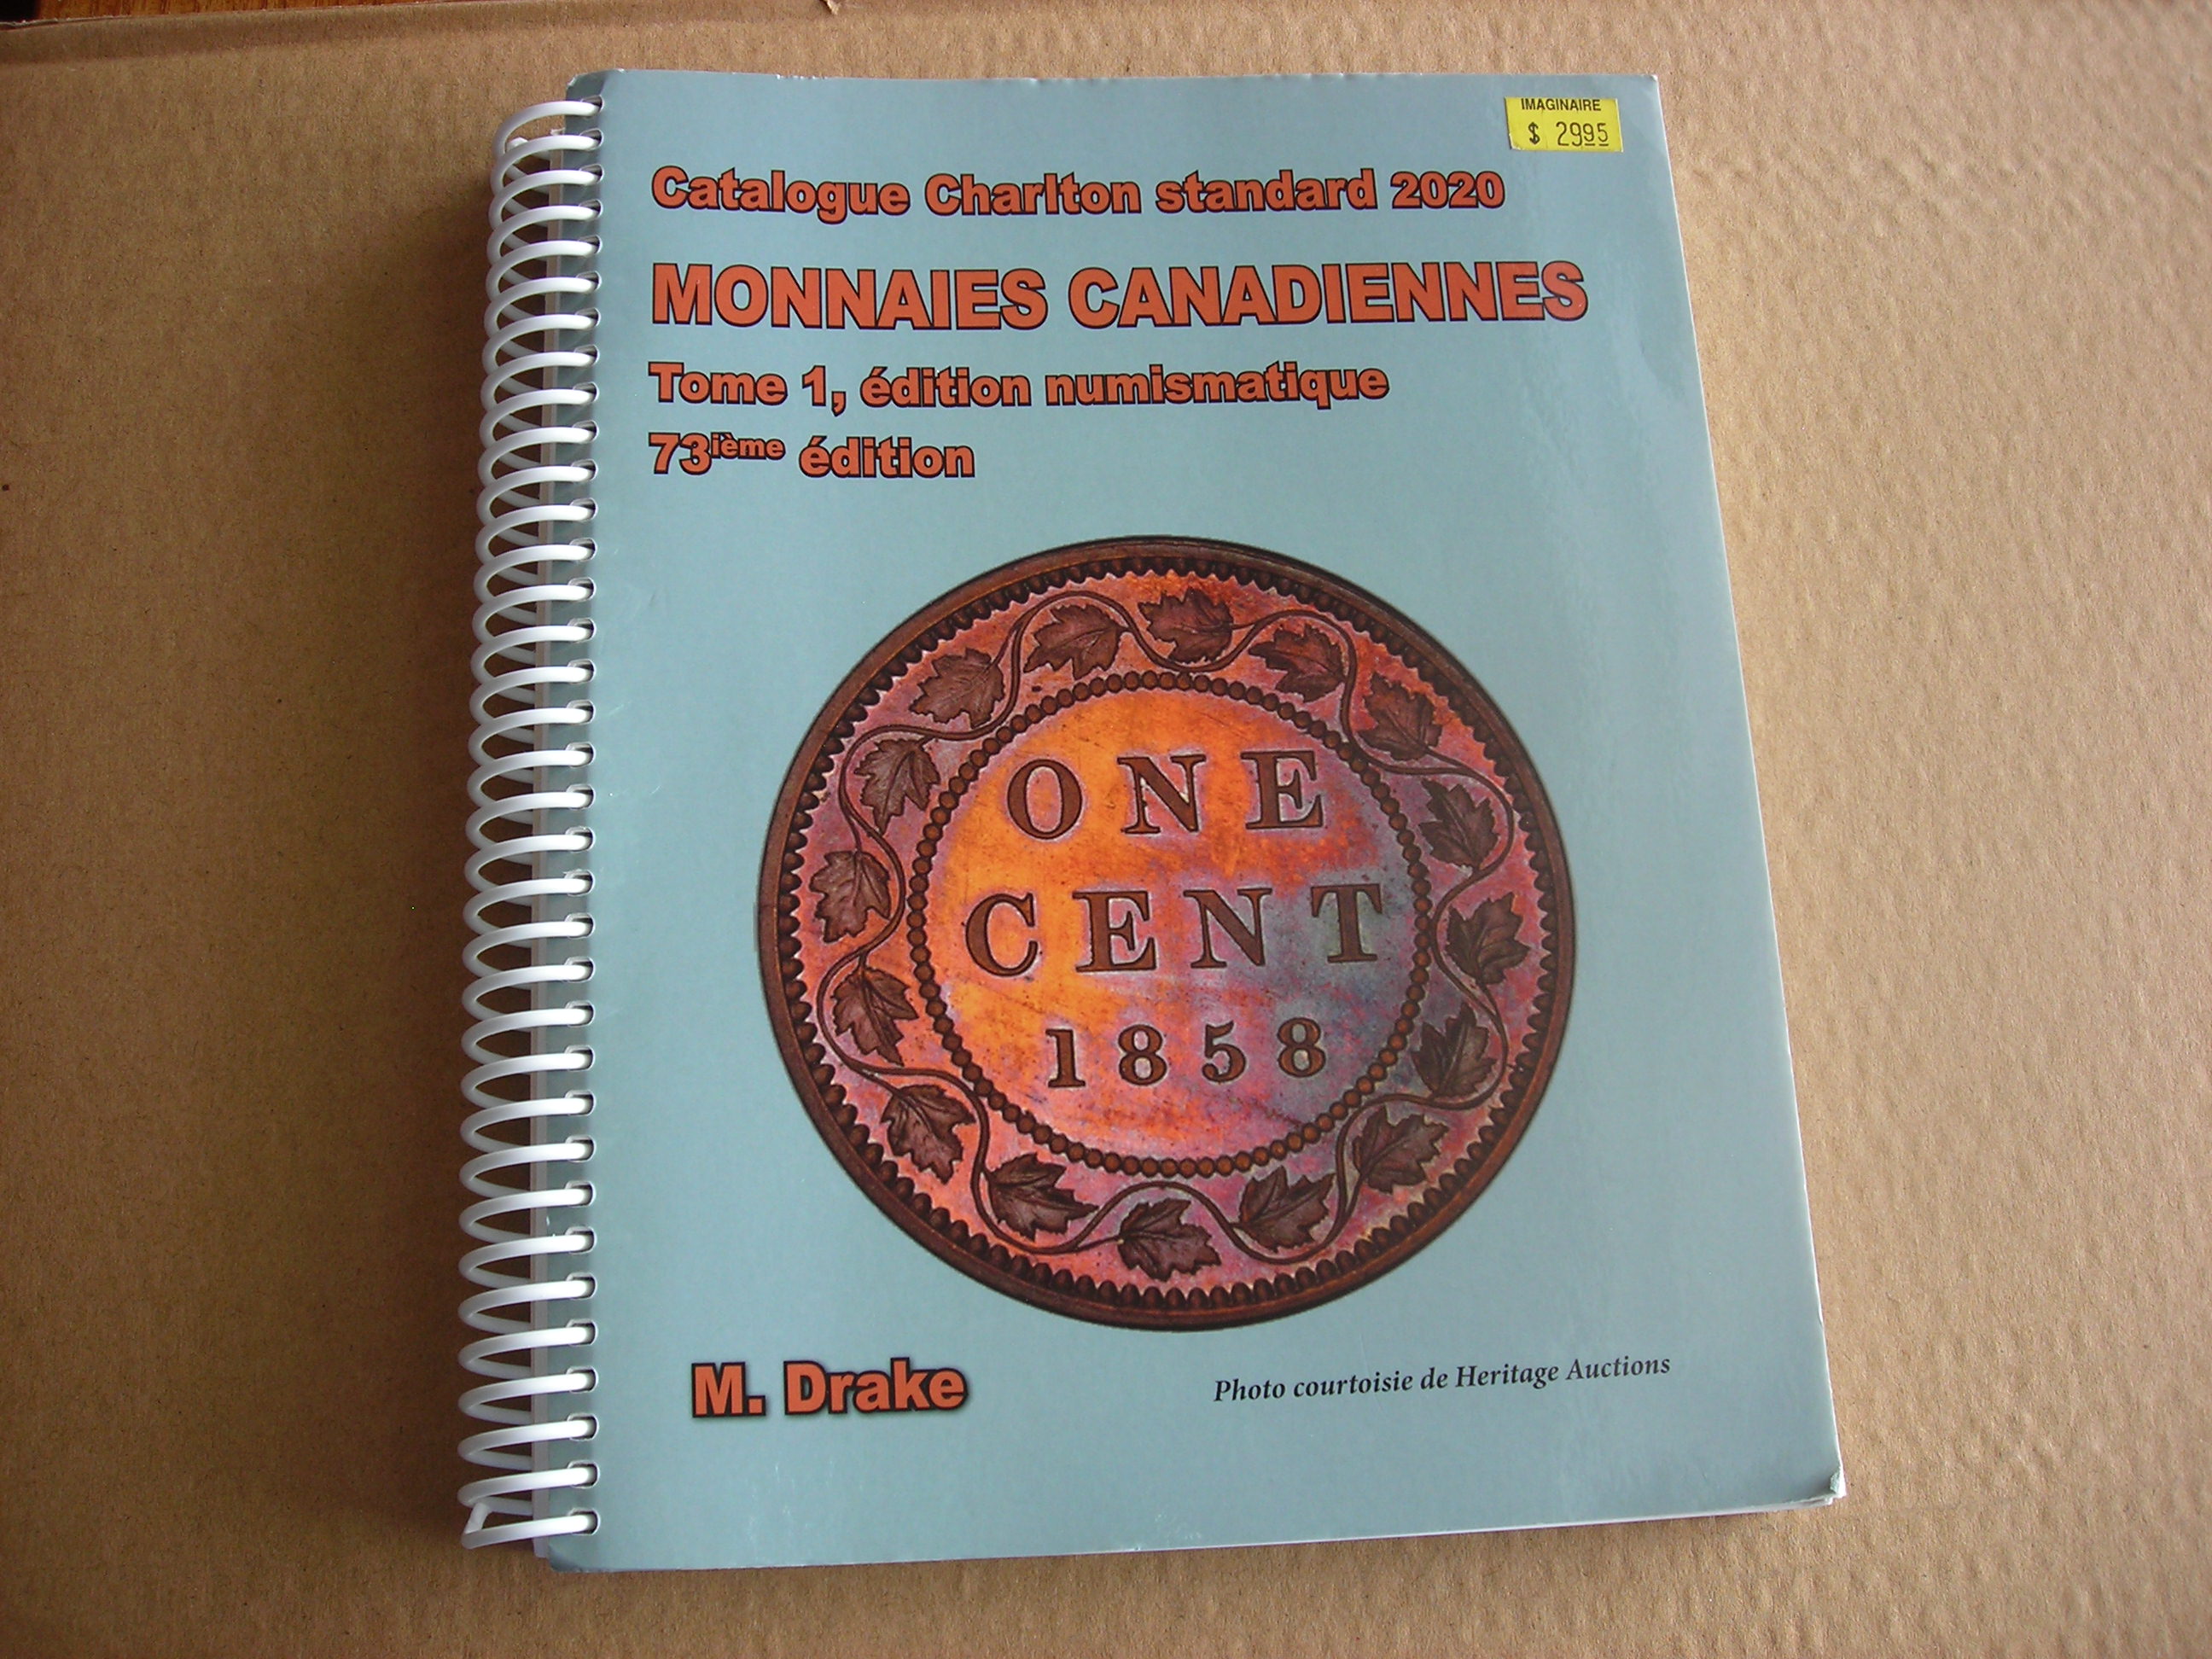 IMAGINAIRE
$ 29.95
Catalogue Charlton standard 2020
MONNAIES CANADIENNES
Tome 1, édition numismatique
73ième édition
ONE
CENT
1858
M. Drake
Photo courtoisie de Heritage Auctions